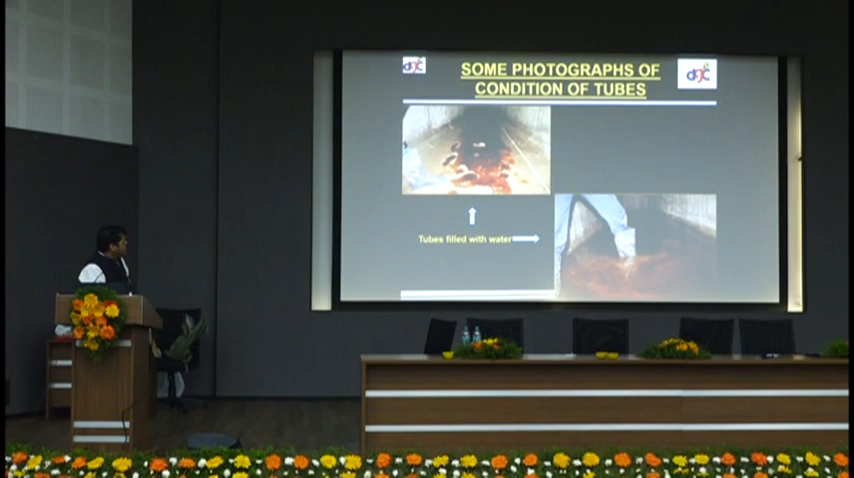 SOME PHOTOGRAPHS OF
CONDITION OF TUBES
Tubes filled with water